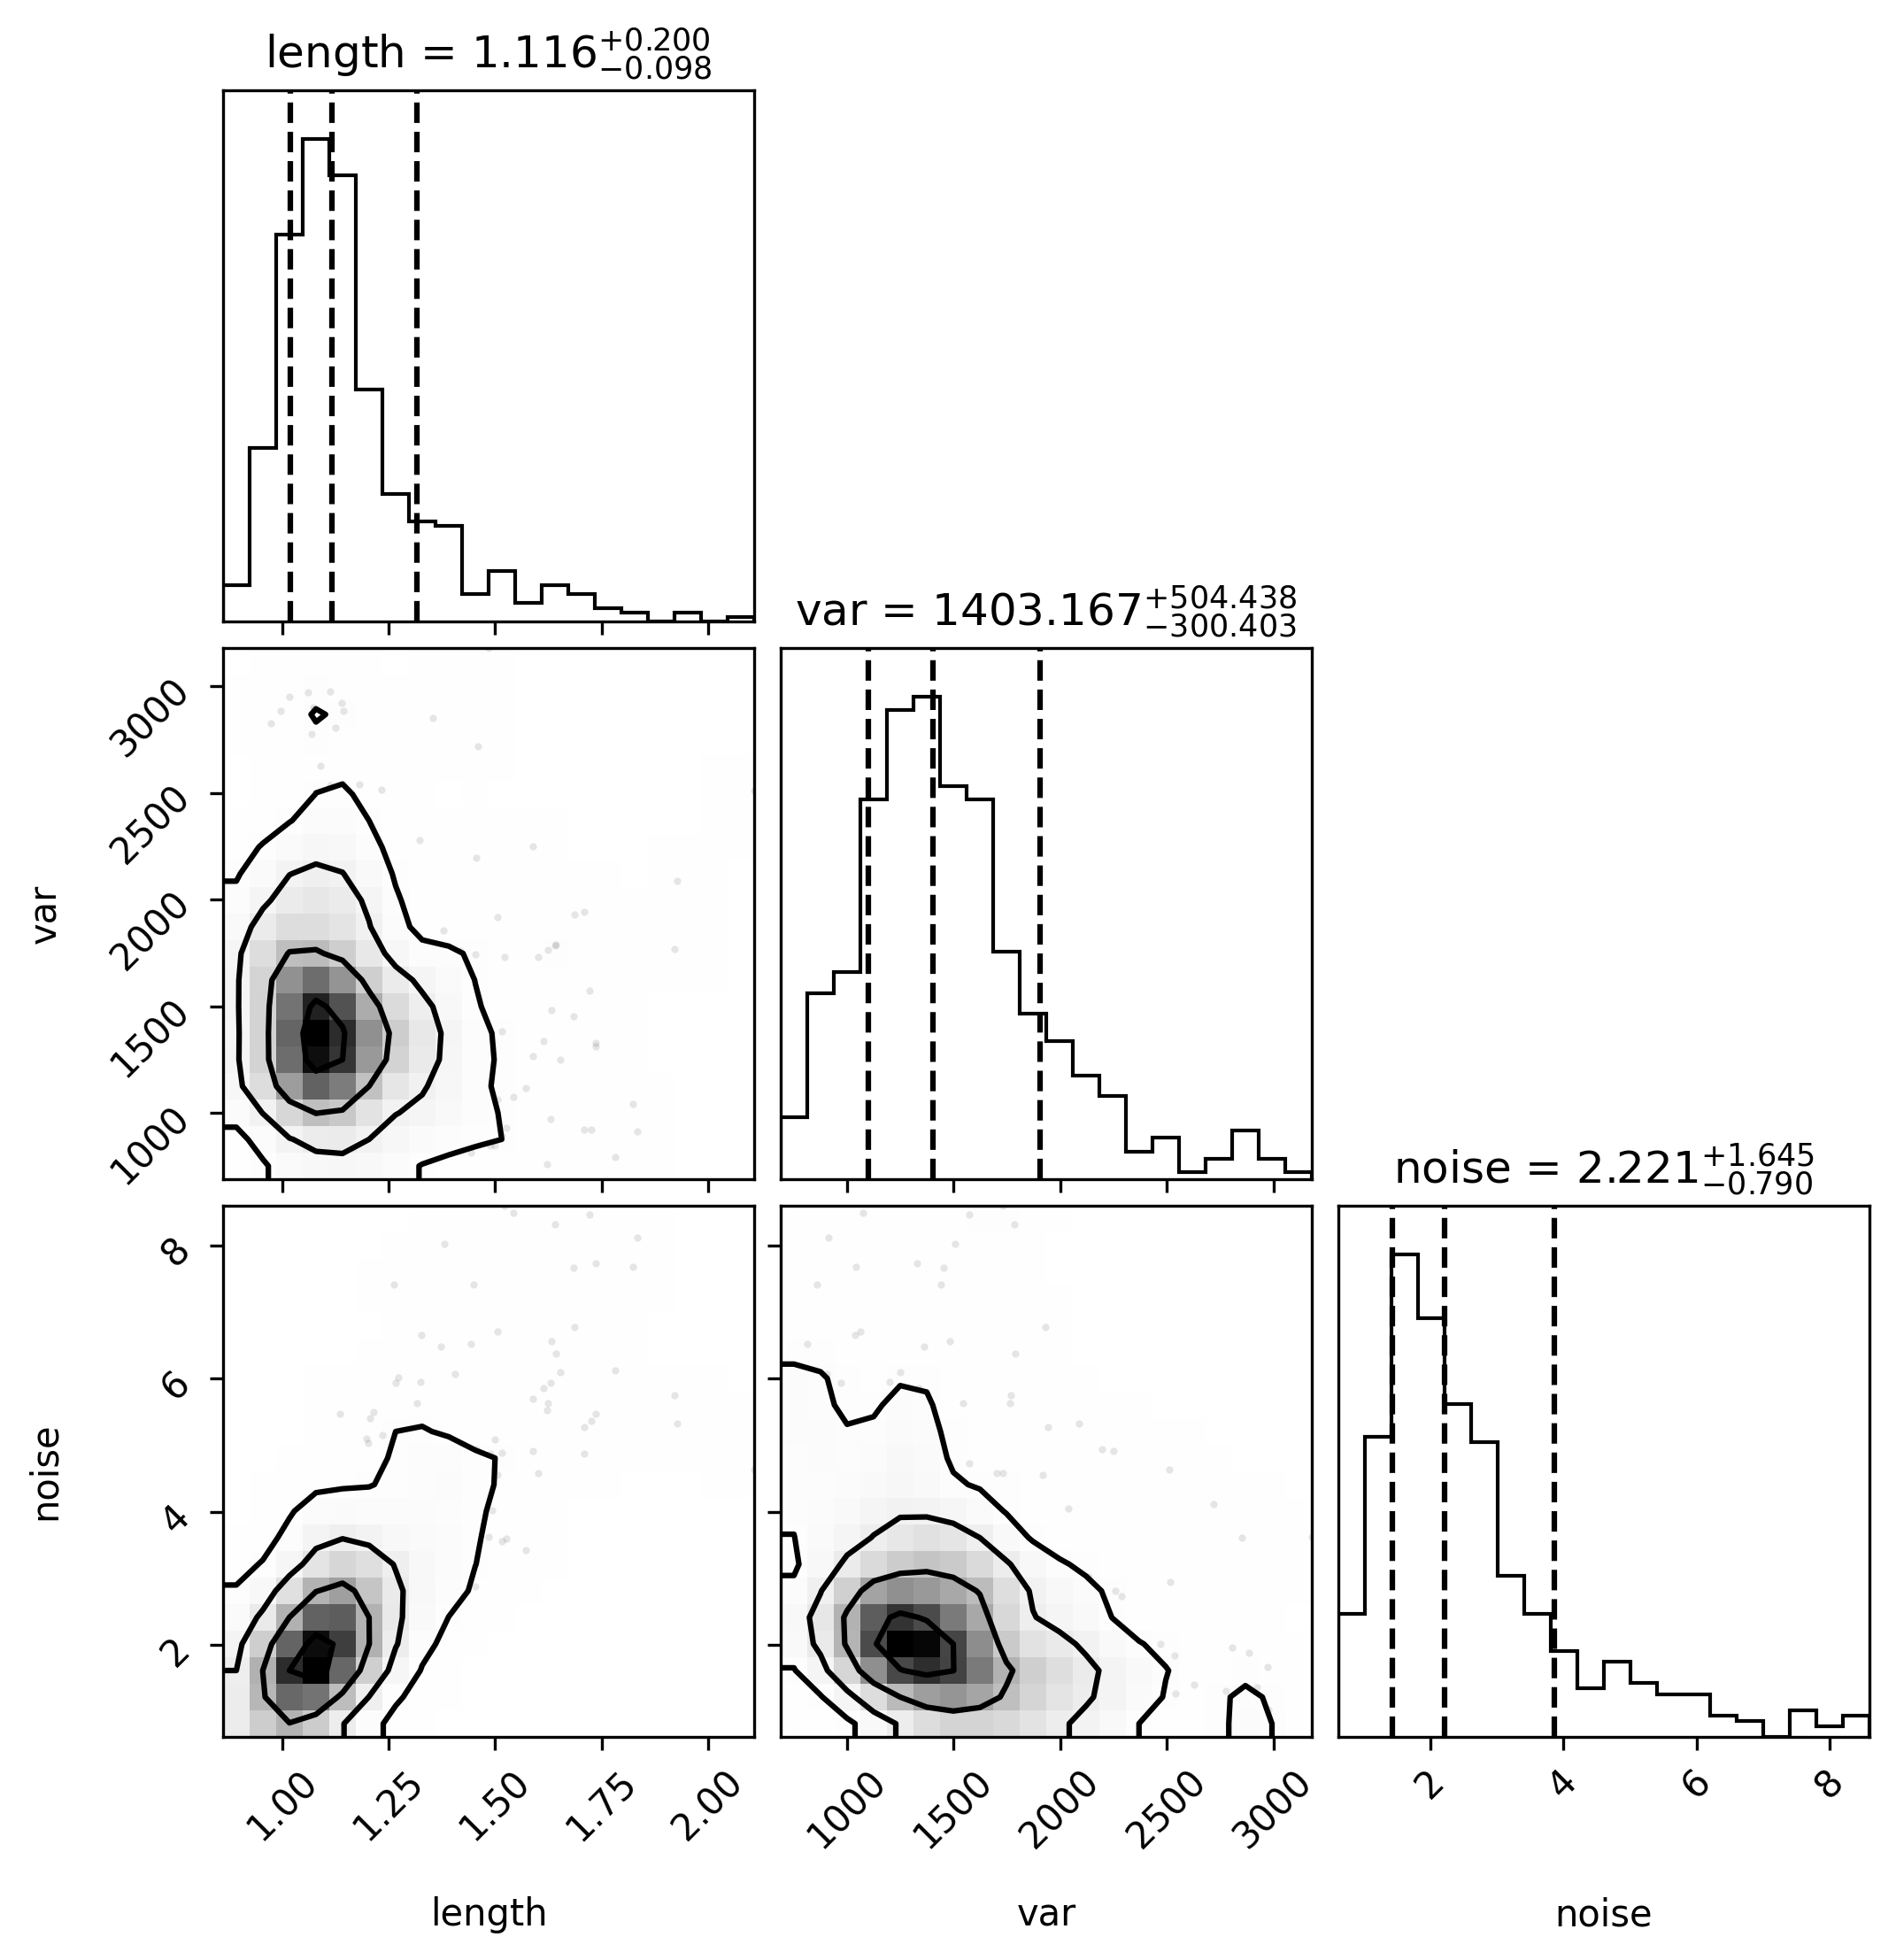 length = 1.116 +0.200 −0.098
var = 1403.167 +504.438 −300.403
3000
2500
2000
1500
1000
var
noise = 2.221 +1.645 −0.790
8
6
4
2
noise
1.00 1.25 1.50 1.75 2.00
1000 1500 2000 2500 3000
2 4 6 8
length var noise